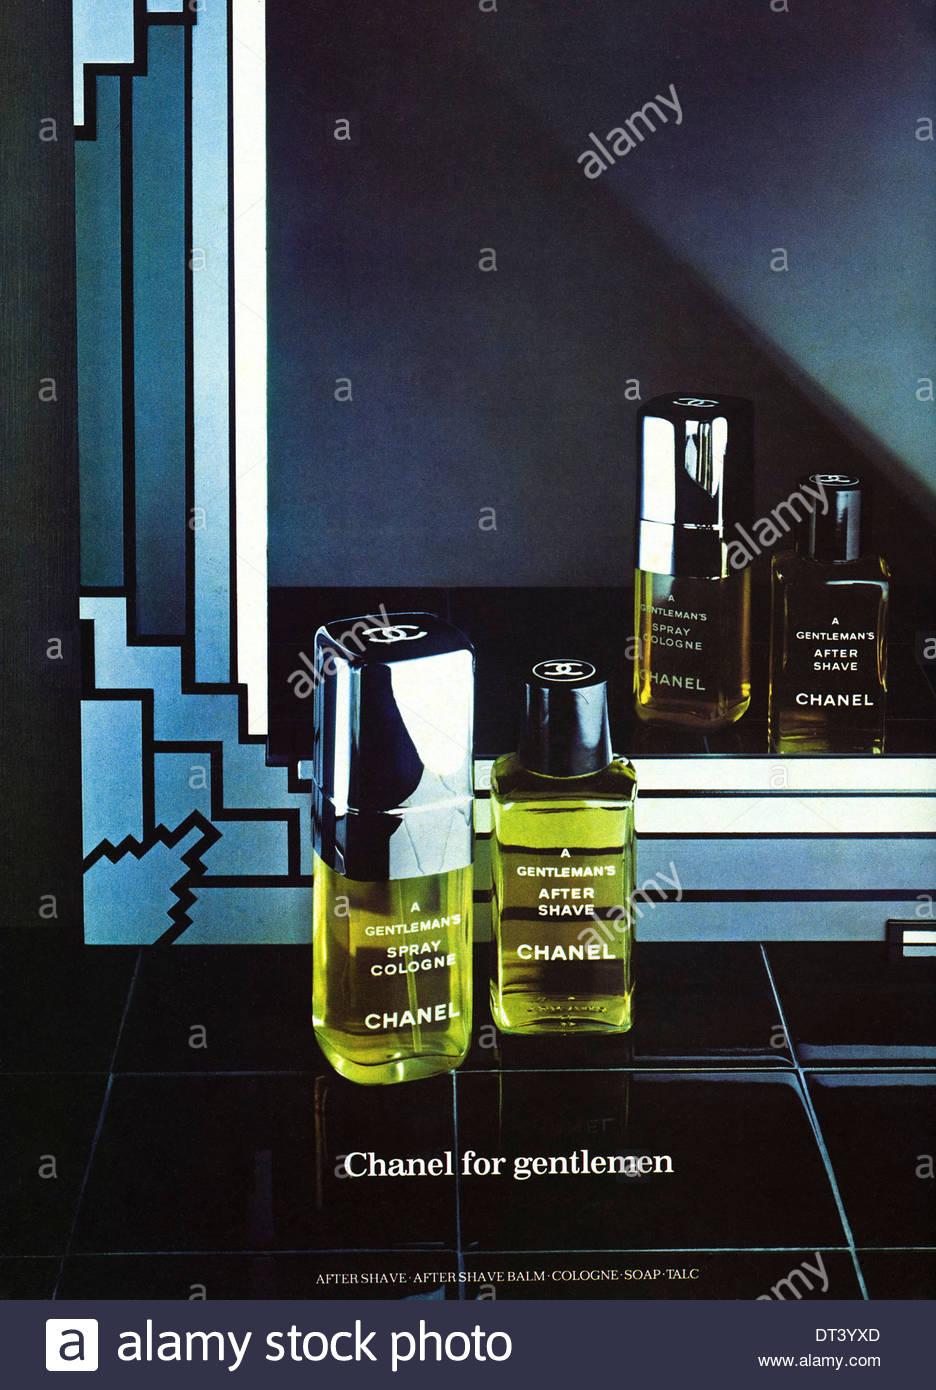 A
GENTLEMAN'S
SPRAY
COLOGNE
CHANEL
A
GENTLEMAN'S
AFTER
SHAVE
CHANEL
A
GENTLEMAN'S
SPRAY
COLOGNE
CHANEL
A
GENTLEMAN'S
AFTER
SHAVE
CHANEL
Chanel for gentlemen
AFTER SHAVE · AFTER SHAVE BALM · COLOGNE · SOAP · TALC
alamy
alamy
alamy
alamy
alamy
a alamy stock photo
DT3YXD
www.alamy.com